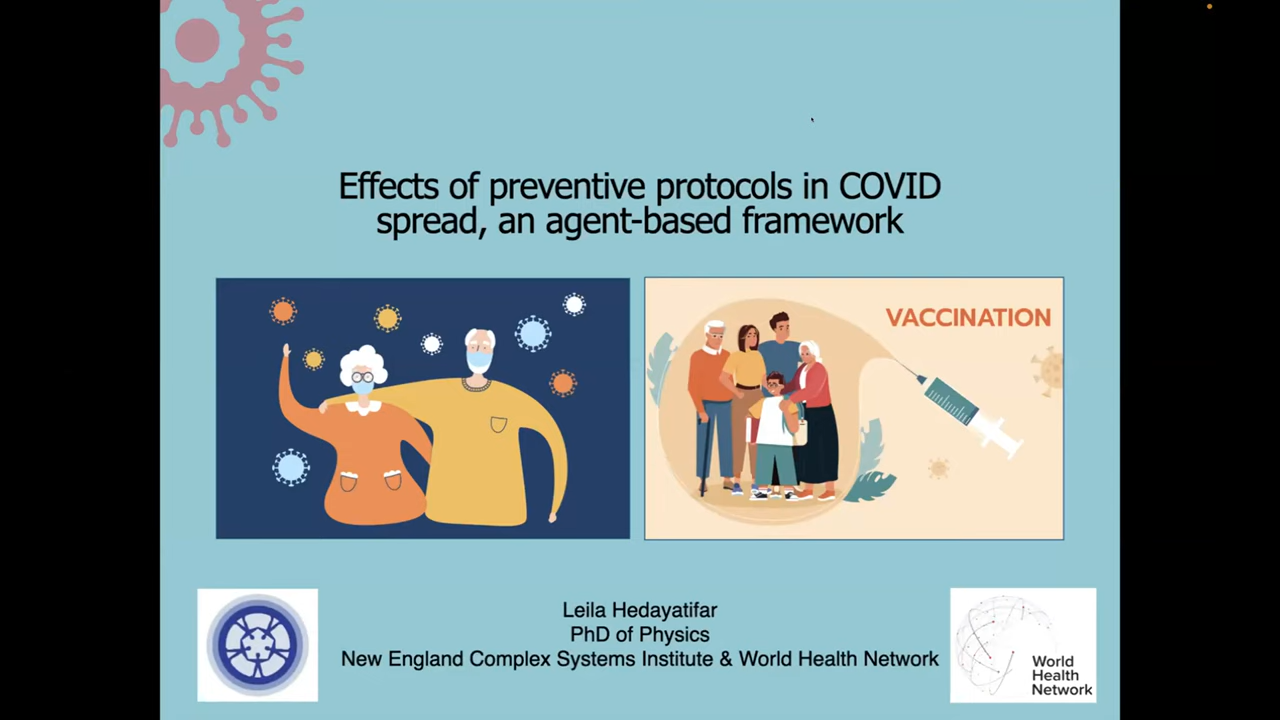 Effects of preventive protocols in COVID
spread, an agent-based framework
VACCINATION
Leila Hedayatifar
PhD of Physics
New England Complex Systems Institute & World Health Network
World
Health
Network